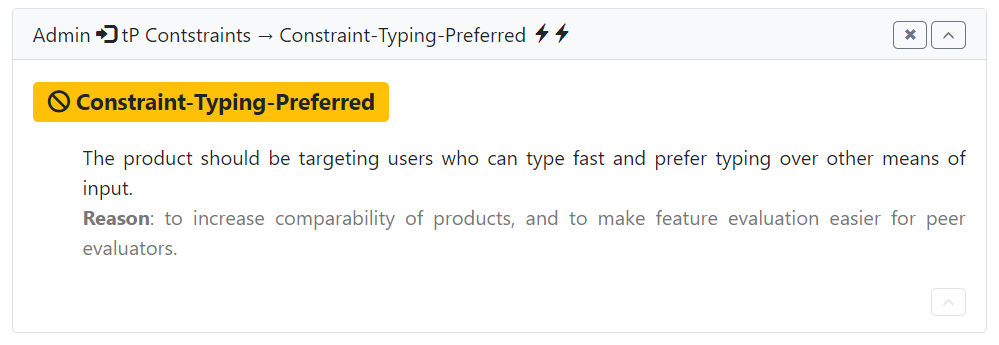 Admin tP Contstraints → Constraint-Typing-Preferred
Constraint-Typing-Preferred
The product should be targeting users who can type fast and prefer typing over other means of
input.
Reason: to increase comparability of products, and to make feature evaluation easier for peer
evaluators.